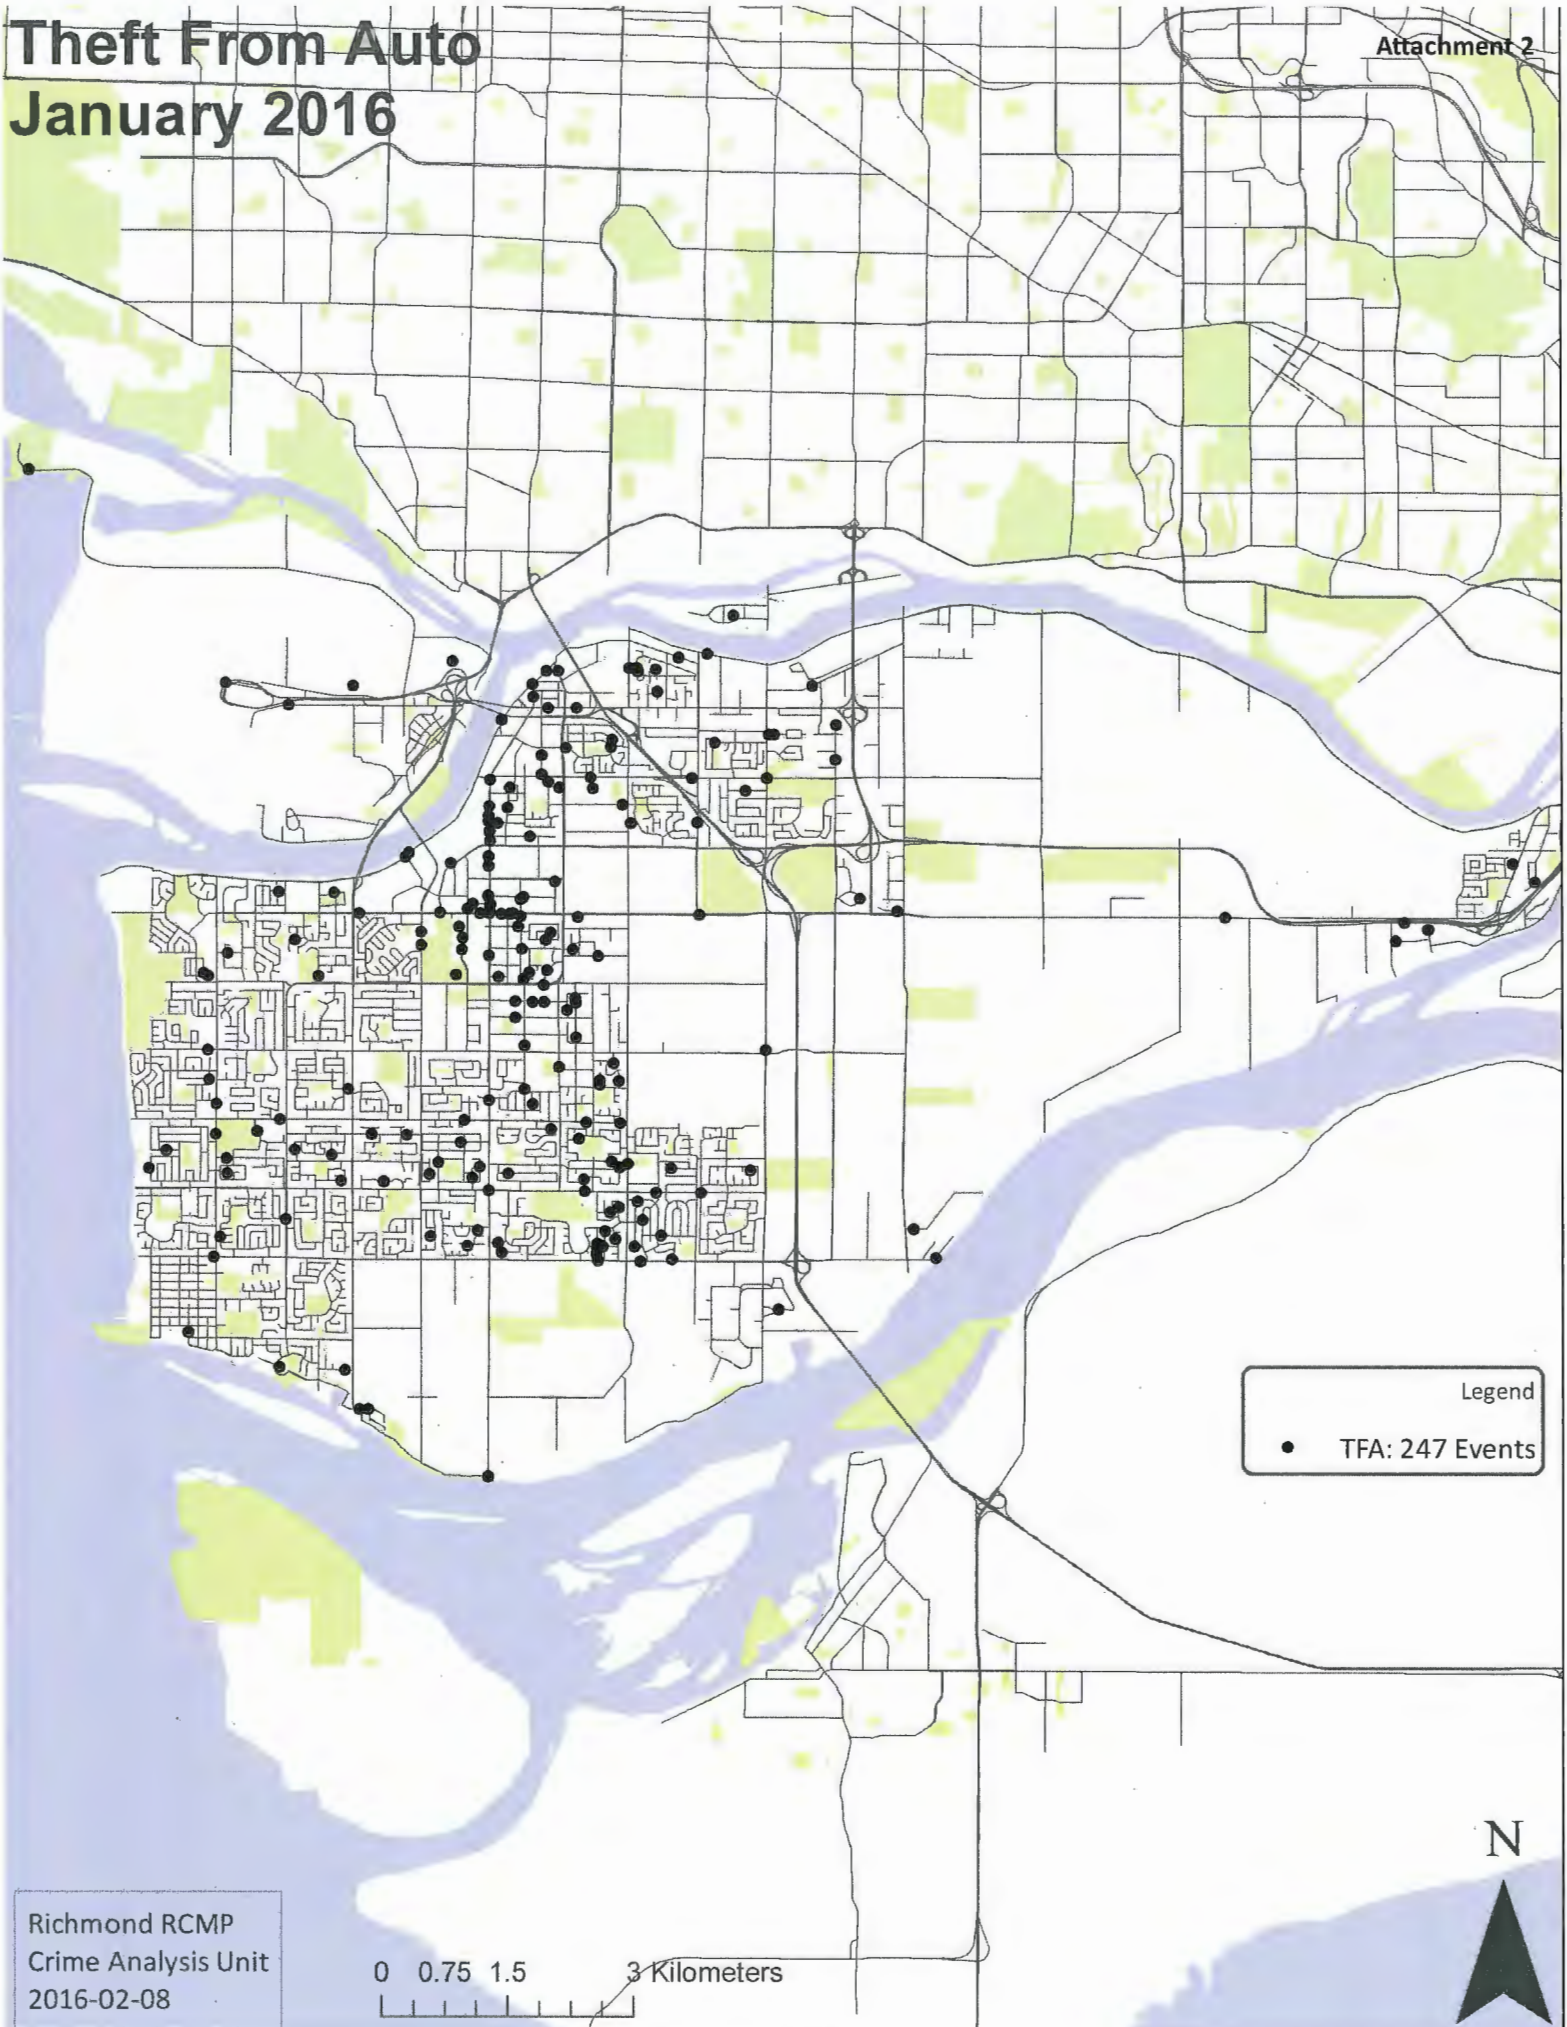 Theft From Auto
January 2016
Attachment 2
Legend
TFA: 247 Events
N
Richmond RCMP
Crime Analysis Unit
2016-02-08
0 0.75 1.5 3 Kilometers